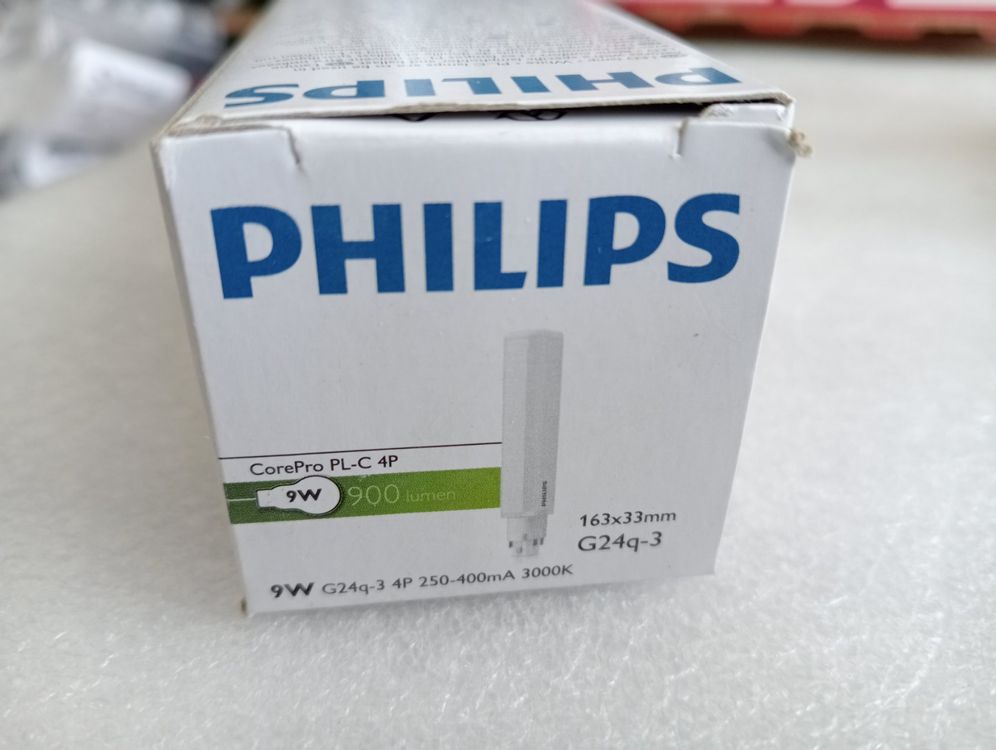 PHILIPS
PHILIPS
CorePro PL-C 4P
9W 900 lumen
PHILIPS
163x33mm
G24q-3
9W G24q-3 4P 250-400mA 3000K